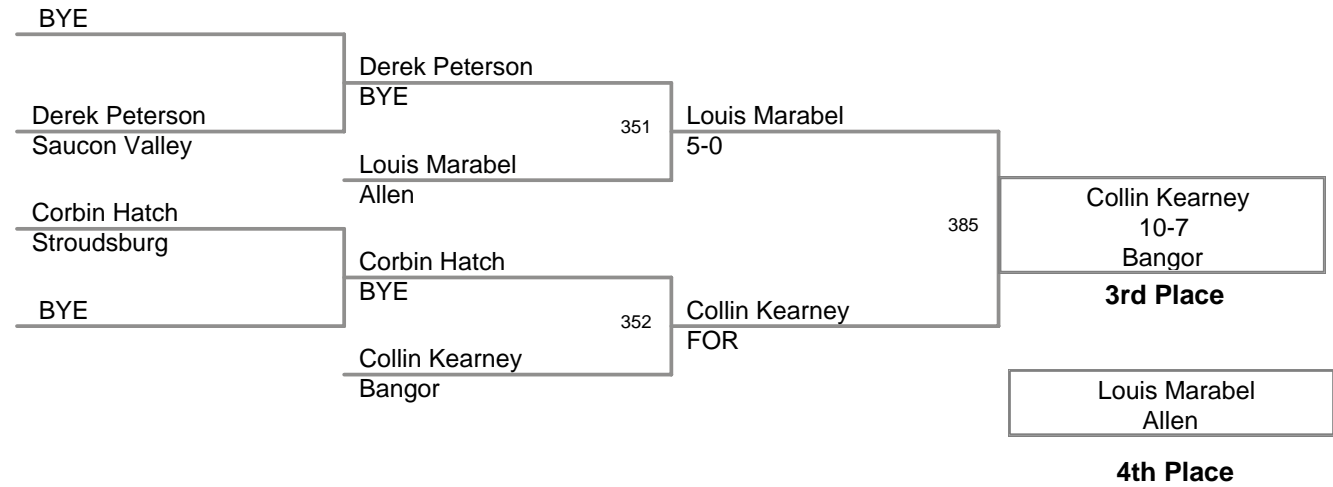 BYE
Derek Peterson
BYE
Derek Peterson
Saucon Valley
351
Louis Marabel
5-0
Louis Marabel
Allen
Corbin Hatch
Stroudsburg
385
Collin Kearney
10-7
Bangor
3rd Place
Corbin Hatch
BYE
BYE
352
Collin Kearney
FOR
Collin Kearney
Bangor
Louis Marabel
Allen
4th Place